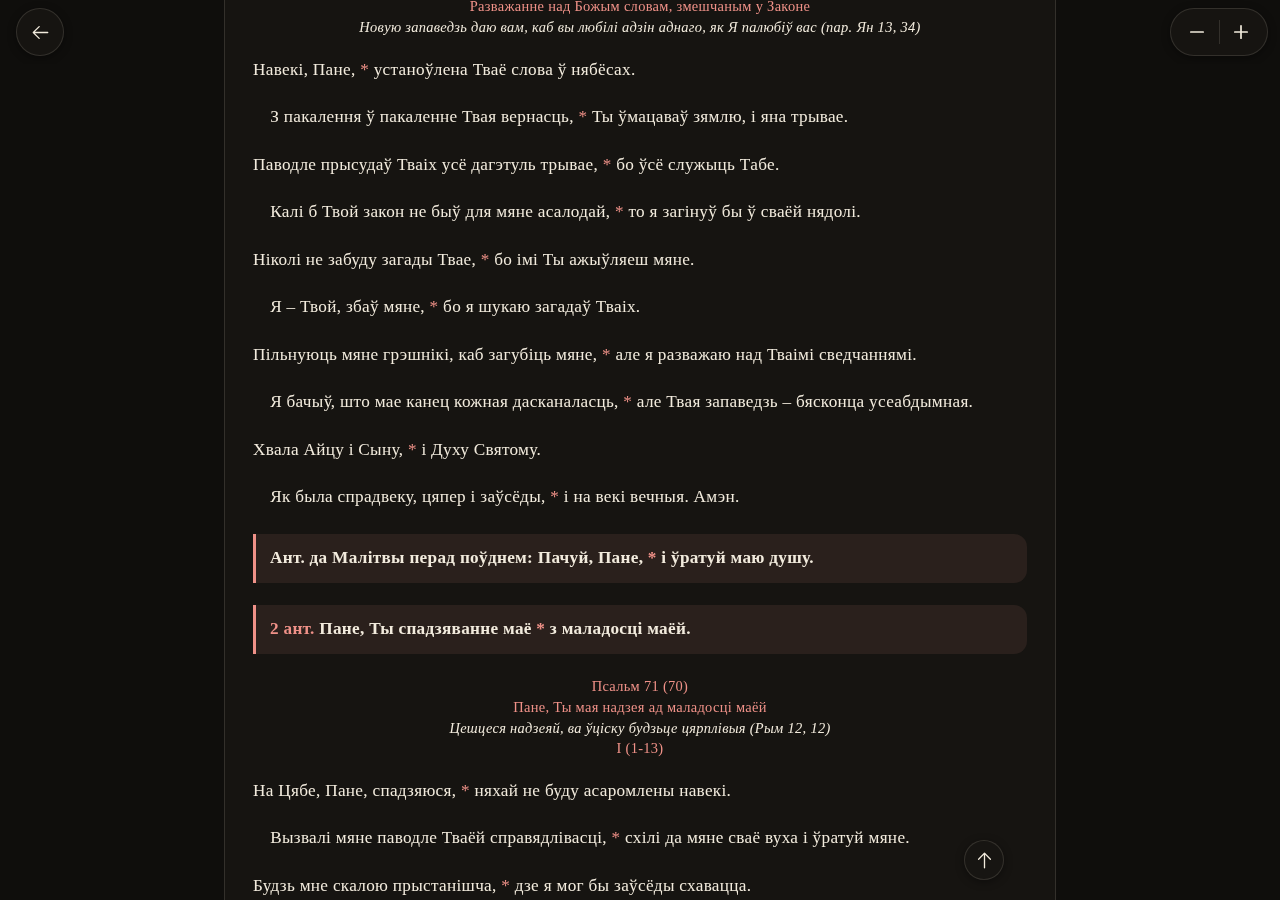 Разважанне над Божым словам, змешчаным у Законе
Новую запаведзь даю вам, каб вы любілі адзін аднаго, як Я палюбіў вас (пар. Ян 13, 34)
Навекі, Пане, * устаноўлена Тваё слова ў нябёсах.
З пакалення ў пакаленне Твая вернасць, * Ты ўмацаваў зямлю, і яна трывае.
Паводле прысудаў Тваіх усё дагэтуль трывае, * бо ўсё служыць Табе.
Калі б Твой закон не быў для мяне асалодай, * то я загінуў бы ў сваёй нядолі.
Ніколі не забуду загады Твае, * бо імі Ты ажыўляеш мяне.
Я – Твой, збаў мяне, * бо я шукаю загадаў Тваіх.
Пільнуюць мяне грэшнікі, каб загубіць мяне, * але я разважаю над Тваімі сведчаннямі.
Я бачыў, што мае канец кожная дасканаласць, * але Твая запаведзь – бясконца усеабдымная.
Хвала Айцу і Сыну, * і Духу Святому.
Як была спрадвеку, цяпер і заўсёды, * і на векі вечныя. Амэн.
Ант. да Малітвы перад поўднем: Пачуй, Пане, * і ўратуй маю душу.
2 ант. Пане, Ты спадзяванне маё * з маладосці маёй.
Псальм 71 (70)
Пане, Ты мая надзея ад маладосці маёй
Цешцеся надзеяй, ва ўціску будзьце цярплівыя (Рым 12, 12)
I (1-13)
На Цябе, Пане, спадзяюся, * няхай не буду асаромлены навекі.
Вызвалі мяне паводле Тваёй справядлівасці, * схілі да мяне сваё вуха і ўратуй мяне.
Будзь мне скалою прыстанішча, * дзе я мог бы заўсёды схавацца.